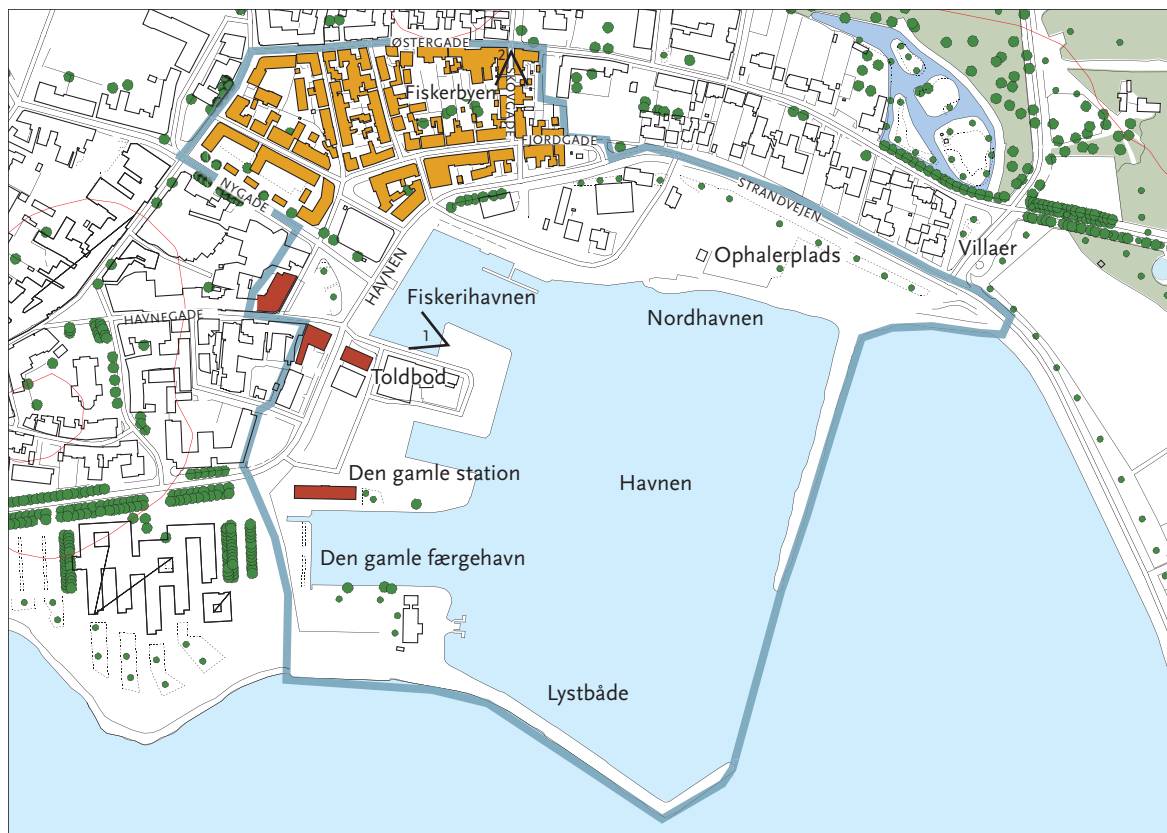 ØSTERGADE
2
SKOVGADE
Fiskerbyen
FJORDGADE
NYGADE
STRANDVEJEN
HAVNEN
Ophalerplads
Villaer
Fiskerihavnen
HAVNEGADE
Nordhavnen
1
Toldbod
Den gamle station
Havnen
Den gamle færgehavn
Lystbåde